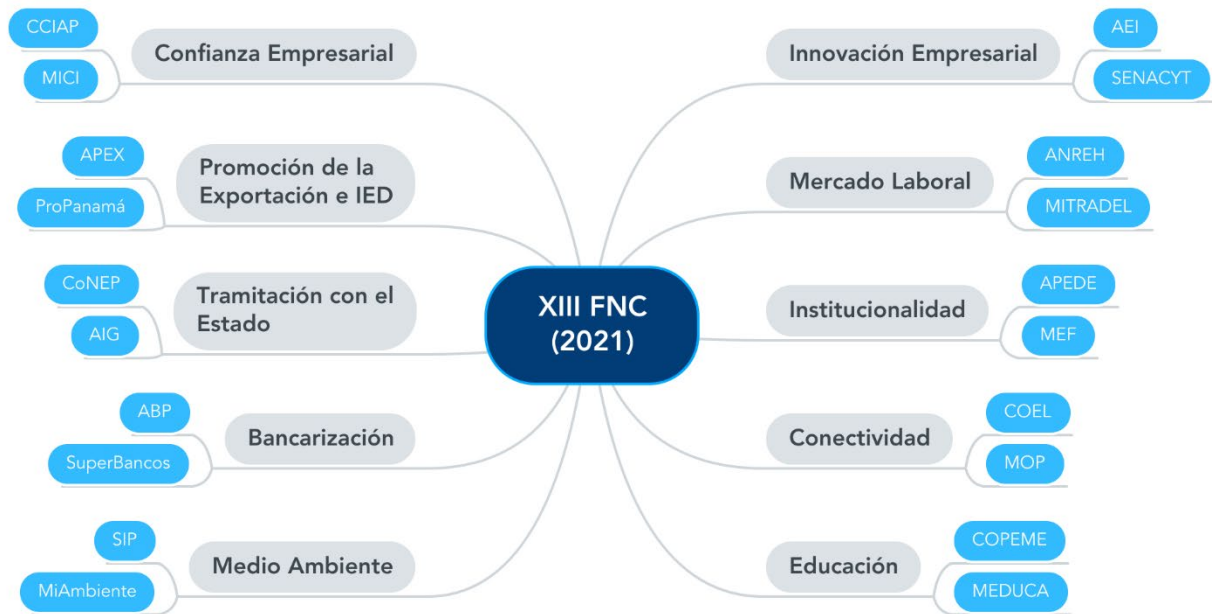 CCIAP
MICI
Confianza Empresarial
APEX
ProPanamá
Promoción de la
Exportación e IED
CoNEP
AIG
Tramitación con el
Estado
ABP
SuperBancos
Bancarización
SIP
MiAmbiente
Medio Ambiente
XIII FNC
(2021)
Innovación Empresarial
AEI
SENACYT
Mercado Laboral
ANREH
MITRADEL
Institucionalidad
APEDE
MEF
Conectividad
COEL
MOP
Educación
COPEME
MEDUCA